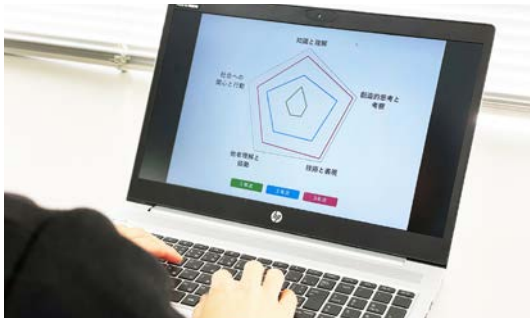 知識と理解
創造的思考と
考察
技能と表現
他者理解と
協働
社会への
関心と行動
1年次
2年次
3年次
hp